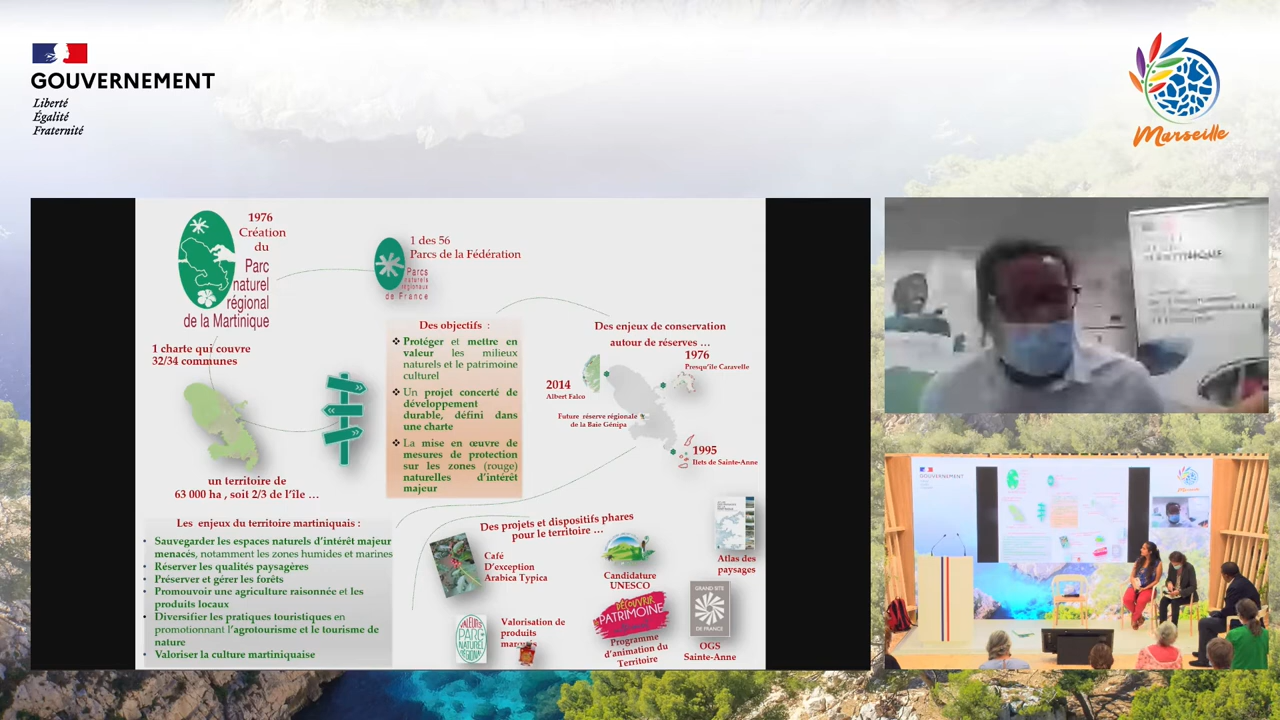 GOUVERNEMENT
Liberté
Égalité
Fraternité
Marseille
1976
Création
du
Parc
naturel
régional
de la Martinique
1 des 56
Parcs de la Fédération
Parcs
naturels
régionaux
de France
1 charte qui couvre
32/34 communes
un territoire de
63 000 ha , soit 2/3 de l'île ...
Des objectifs :
❖ Protéger et mettre en
valeur les milieux
naturels et le patrimoine
culturel
❖ Un projet concerté de
développement
durable, défini dans
une charte
❖ La mise en œuvre de
mesures de protection
sur les zones (rouge)
naturelles d'intérêt
majeur
Des enjeux de conservation
autour de réserves ...
1976
Presqu'île Caravelle
2014
Albert Falco
Future réserve régionale
de la Baie Génipa
1995
Ilets de Sainte-Anne
Les enjeux du territoire martiniquais :
• Sauvegarder les espaces naturels d'intérêt majeur
menacés, notamment les zones humides et marines
• Réserver les qualités paysagères
• Préserver et gérer les forêts
• Promouvoir une agriculture raisonnée et les
produits locaux
• Diversifier les pratiques touristiques en
promotionnant l'agrotourisme et le tourisme de
nature
• Valoriser la culture martiniquaise
Des projets et dispositifs phares
pour le territoire ...
Café
D'exception
Arabica Typica
Candidature
UNESCO
Atlas des
paysages
Valorisation de
produits
DÉCOUVRIR
PATRIMOINE
Programme
d'animation du
Territoire
GRAND SITE
DE FRANCE
OGS
Sainte-Anne
GOUVERNEMENT